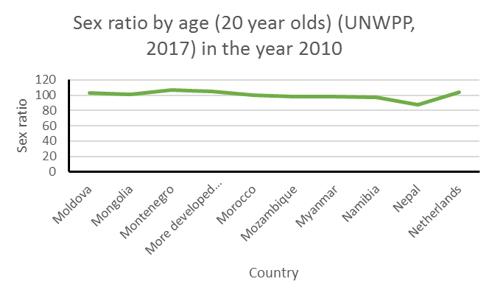 Sex ratio by age (20 year olds) (UNWPP,
2017) in the year 2010
120
100
80
60
40
20
0
Sex ratio
Moldova
Mongolia
Montenegro
More developed...
Morocco
Mozambique
Myanmar
Namibia
Nepal
Netherlands
Country